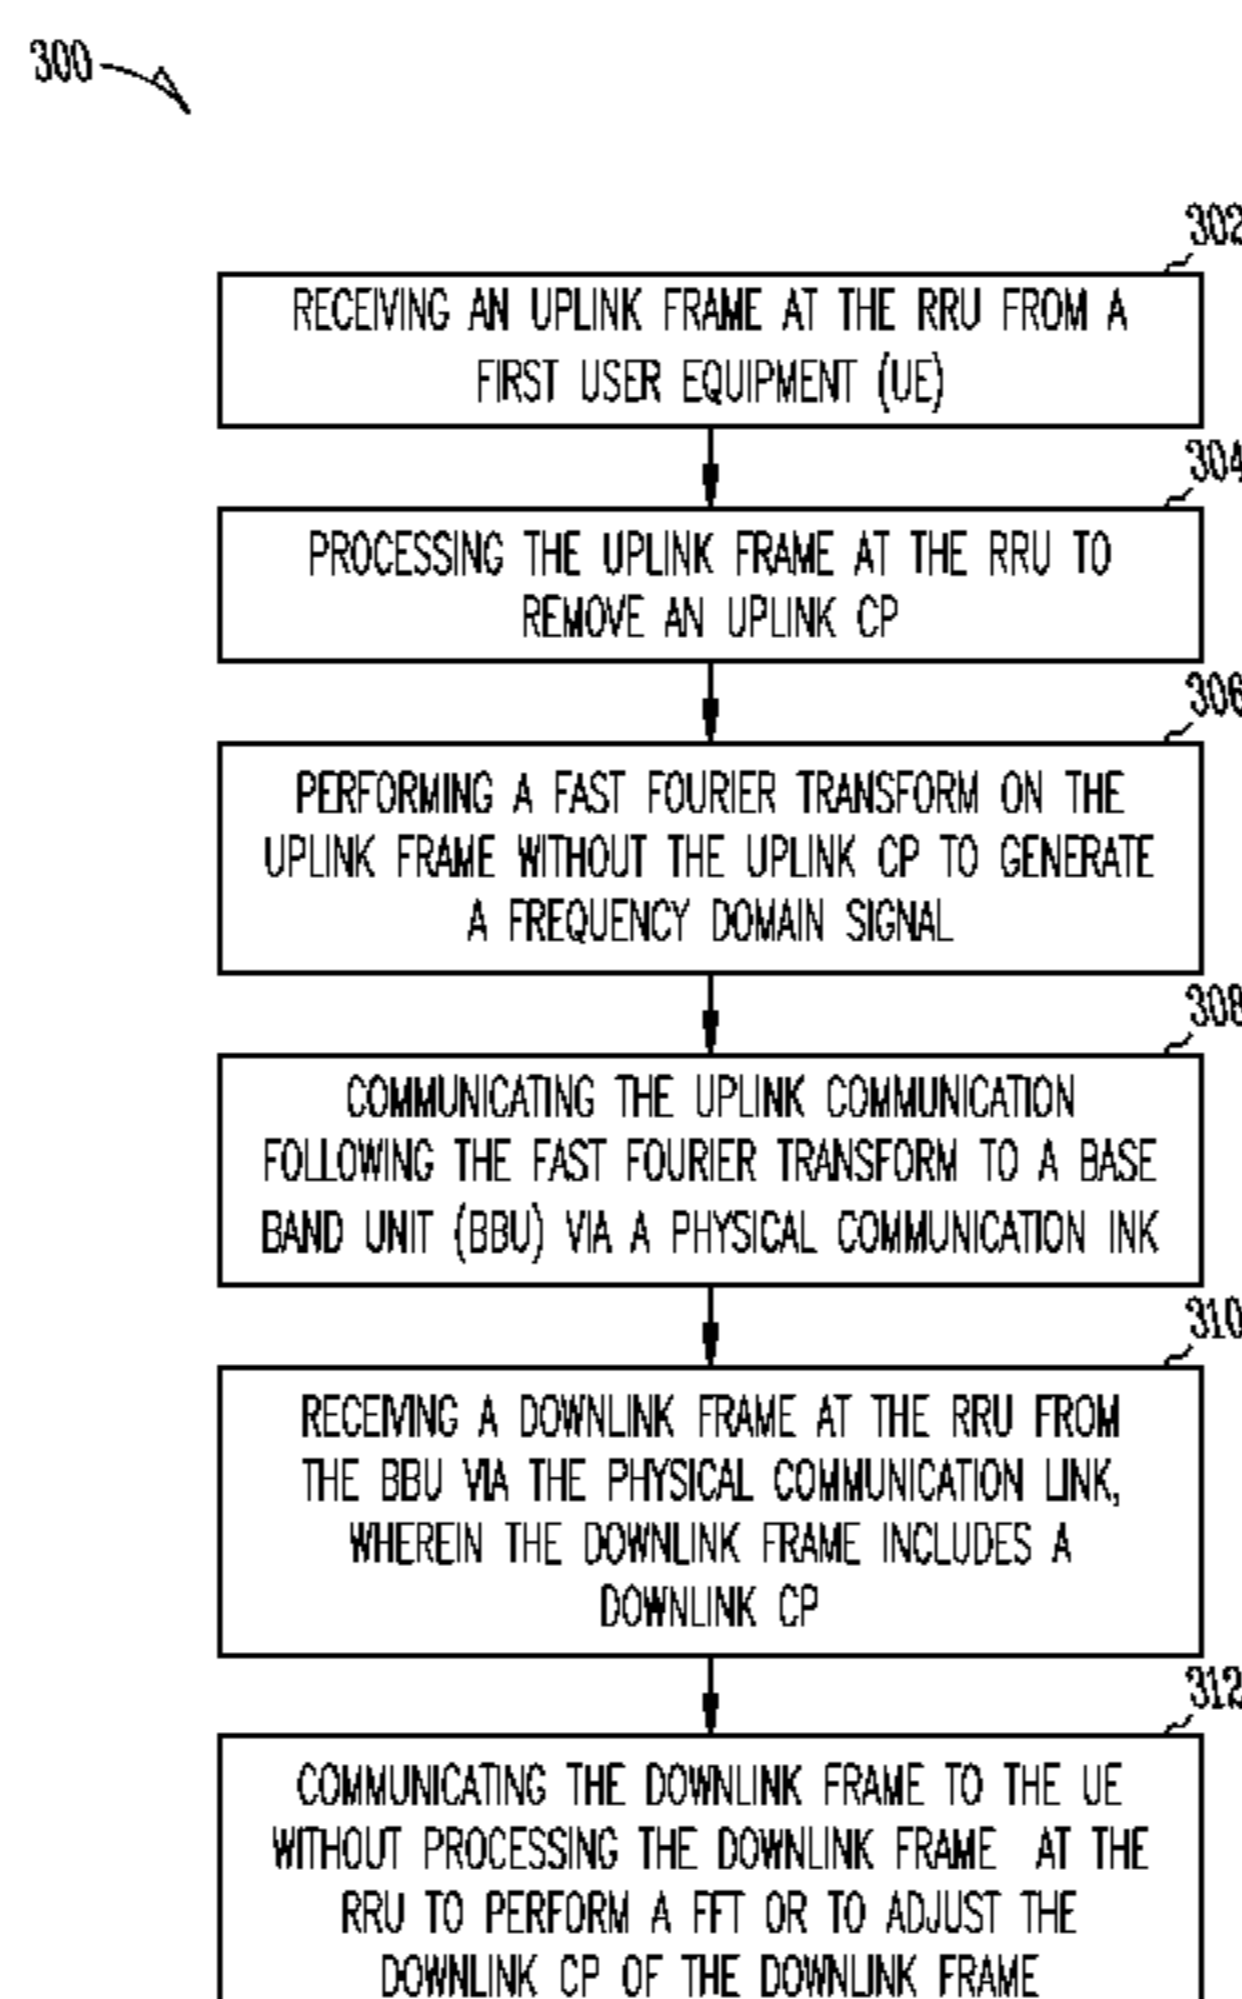 300
302
RECEIVING AN UPLINK FRAME AT THE RRU FROM A
FIRST USER EQUIPMENT (UE)
304
PROCESSING THE UPLINK FRAME AT THE RRU TO
REMOVE AN UPLINK CP
306
PERFORMING A FAST FOURIER TRANSFORM ON THE
UPLINK FRAME WITHOUT THE UPLINK CP TO GENERATE
A FREQUENCY DOMAIN SIGNAL
308
COMMUNICATING THE UPLINK COMMUNICATION
FOLLOWING THE FAST FOURIER TRANSFORM TO A BASE
BAND UNIT (BBU) VIA A PHYSICAL COMMUNICATION INK
310
RECEIVING A DOWNLINK FRAME AT THE RRU FROM
THE BBU VIA THE PHYSICAL COMMUNICATION LINK,
WHEREIN THE DOWNLINK FRAME INCLUDES A
DOWNLINK CP
312
COMMUNICATING THE DOWNLINK FRAME TO THE UE
WITHOUT PROCESSING THE DOWNLINK FRAME AT THE
RRU TO PERFORM A FFT OR TO ADJUST THE
DOWNLINK CP OF THE DOWNLINK FRAME